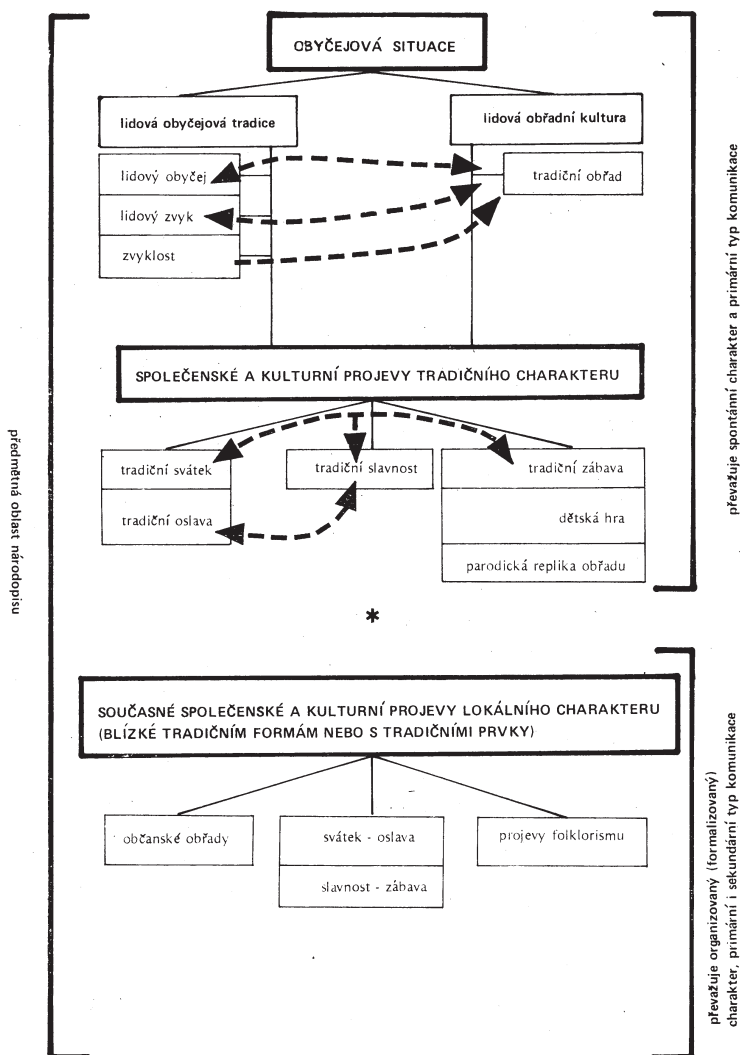 OBYČEJOVÁ SITUACE
lidová obyčejová tradice
lidová obřadní kultura
lidový obyčej
tradiční obřad
lidový zvyk
zvyklost
SPOLEČENSKÉ A KULTURNÍ PROJEVY TRADIČNÍHO CHARAKTERU
tradiční svátek
tradiční slavnost
tradiční zábava
tradiční oslava
dětská hra
parodická replika obřadu
*
SOUČASNÉ SPOLEČENSKÉ A KULTURNÍ PROJEVY LOKÁLNÍHO CHARAKTERU
(BLÍZKÉ TRADIČNÍM FORMÁM NEBO S TRADIČNÍMI PRVKY)
občanské obřady
svátek - oslava
projevy folklorismu
slavnost - zábava
předmětná oblast národopisu
převažuje spontánní charakter a primární typ komunikace
převažuje organizovaný (formalizovaný)
charakter, primární i sekundární typ komunikace